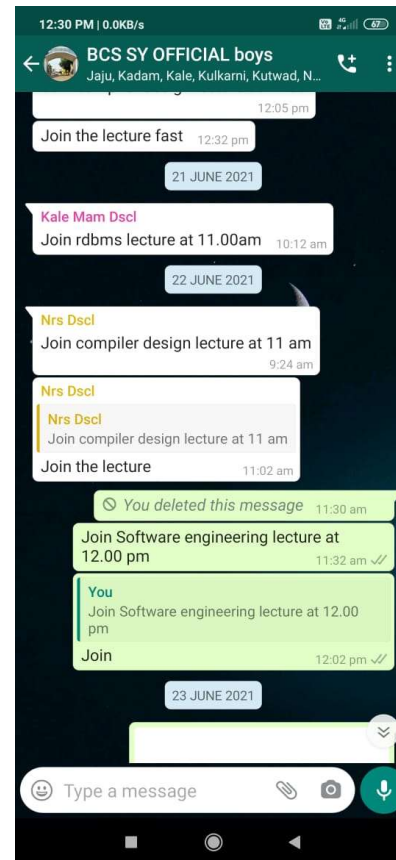 12:30 PM | 0.0KB/s
VoLTE 4G 67
BCS SY OFFICIAL boys
Jaju, Kadam, Kale, Kulkarni, Kutwad, N...
12:05 pm
Join the lecture fast 12:32 pm
21 JUNE 2021
Kale Mam Dscl
Join rdbms lecture at 11.00am 10:12 am
22 JUNE 2021
Nrs Dscl
Join compiler design lecture at 11 am
9:24 am
Nrs Dscl
Nrs Dscl
Join compiler design lecture at 11 am
Join the lecture 11:02 am
You deleted this message 11:30 am
Join Software engineering lecture at
12.00 pm 11:32 am
You
Join Software engineering lecture at 12.00
pm
Join 12:02 pm
23 JUNE 2021
Type a message